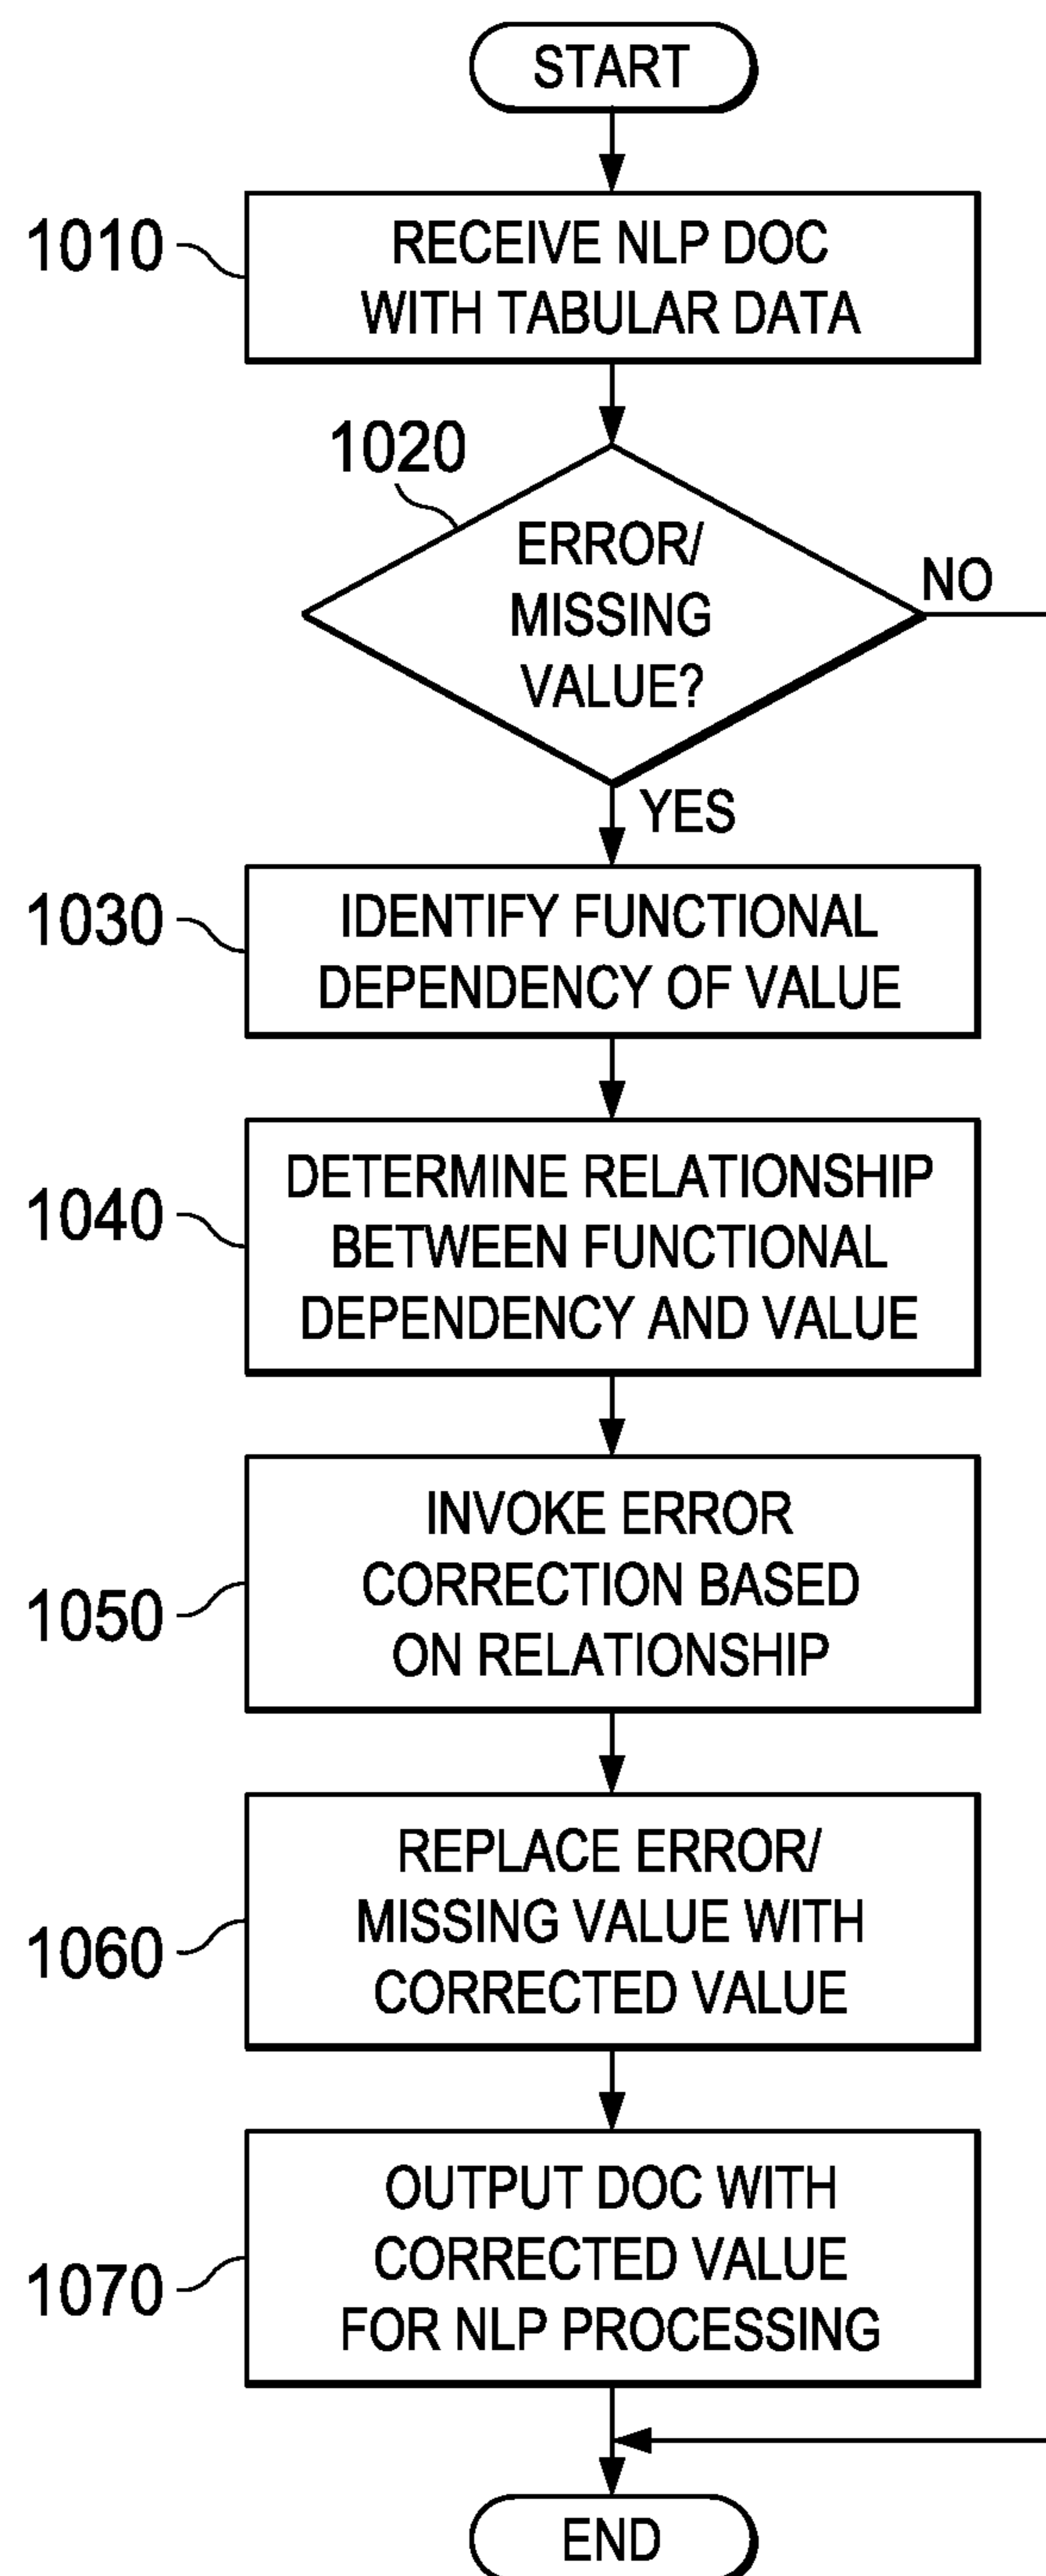 START
1010
RECEIVE NLP DOC
WITH TABULAR DATA
1020
ERROR/
MISSING
VALUE?
NO
YES
1030
IDENTIFY FUNCTIONAL
DEPENDENCY OF VALUE
1040
DETERMINE RELATIONSHIP
BETWEEN FUNCTIONAL
DEPENDENCY AND VALUE
1050
INVOKE ERROR
CORRECTION BASED
ON RELATIONSHIP
1060
REPLACE ERROR/
MISSING VALUE WITH
CORRECTED VALUE
1070
OUTPUT DOC WITH
CORRECTED VALUE
FOR NLP PROCESSING
END